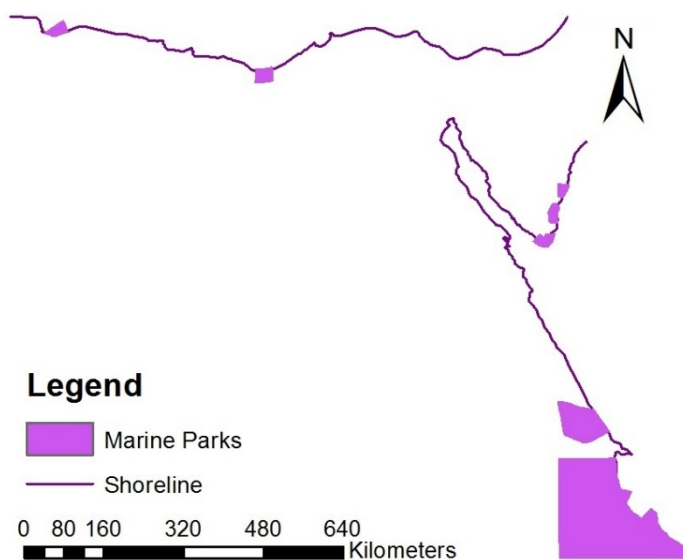 N
Legend
Marine Parks
Shoreline
0 80 160 320 480 640
Kilometers